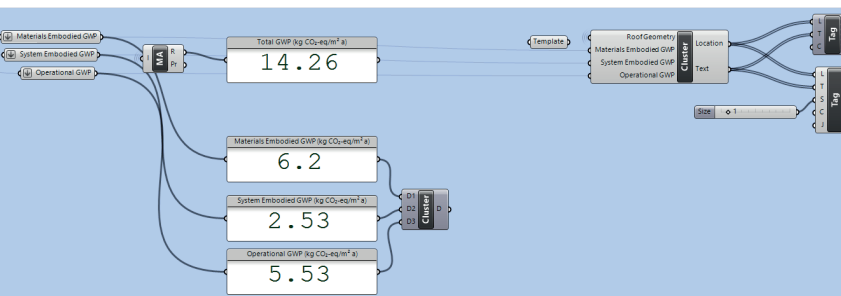 Materials Embodied GWP
System Embodied GWP
Operational GWP
I
MA
R
Pr
Total GWP (kg CO₂-eq/m² a)
14.26
Materials Embodied GWP (kg CO₂-eq/m² a)
6.2
System Embodied GWP (kg CO₂-eq/m² a)
2.53
Operational GWP (kg CO₂-eq/m² a)
5.53
D1
D2
D3
Cluster
D
Template
RoofGeometry
Materials Embodied GWP
System Embodied GWP
Operational GWP
Cluster
Location
Text
Size
1
L
T
C
Tag
L
T
S
C
J
Tag